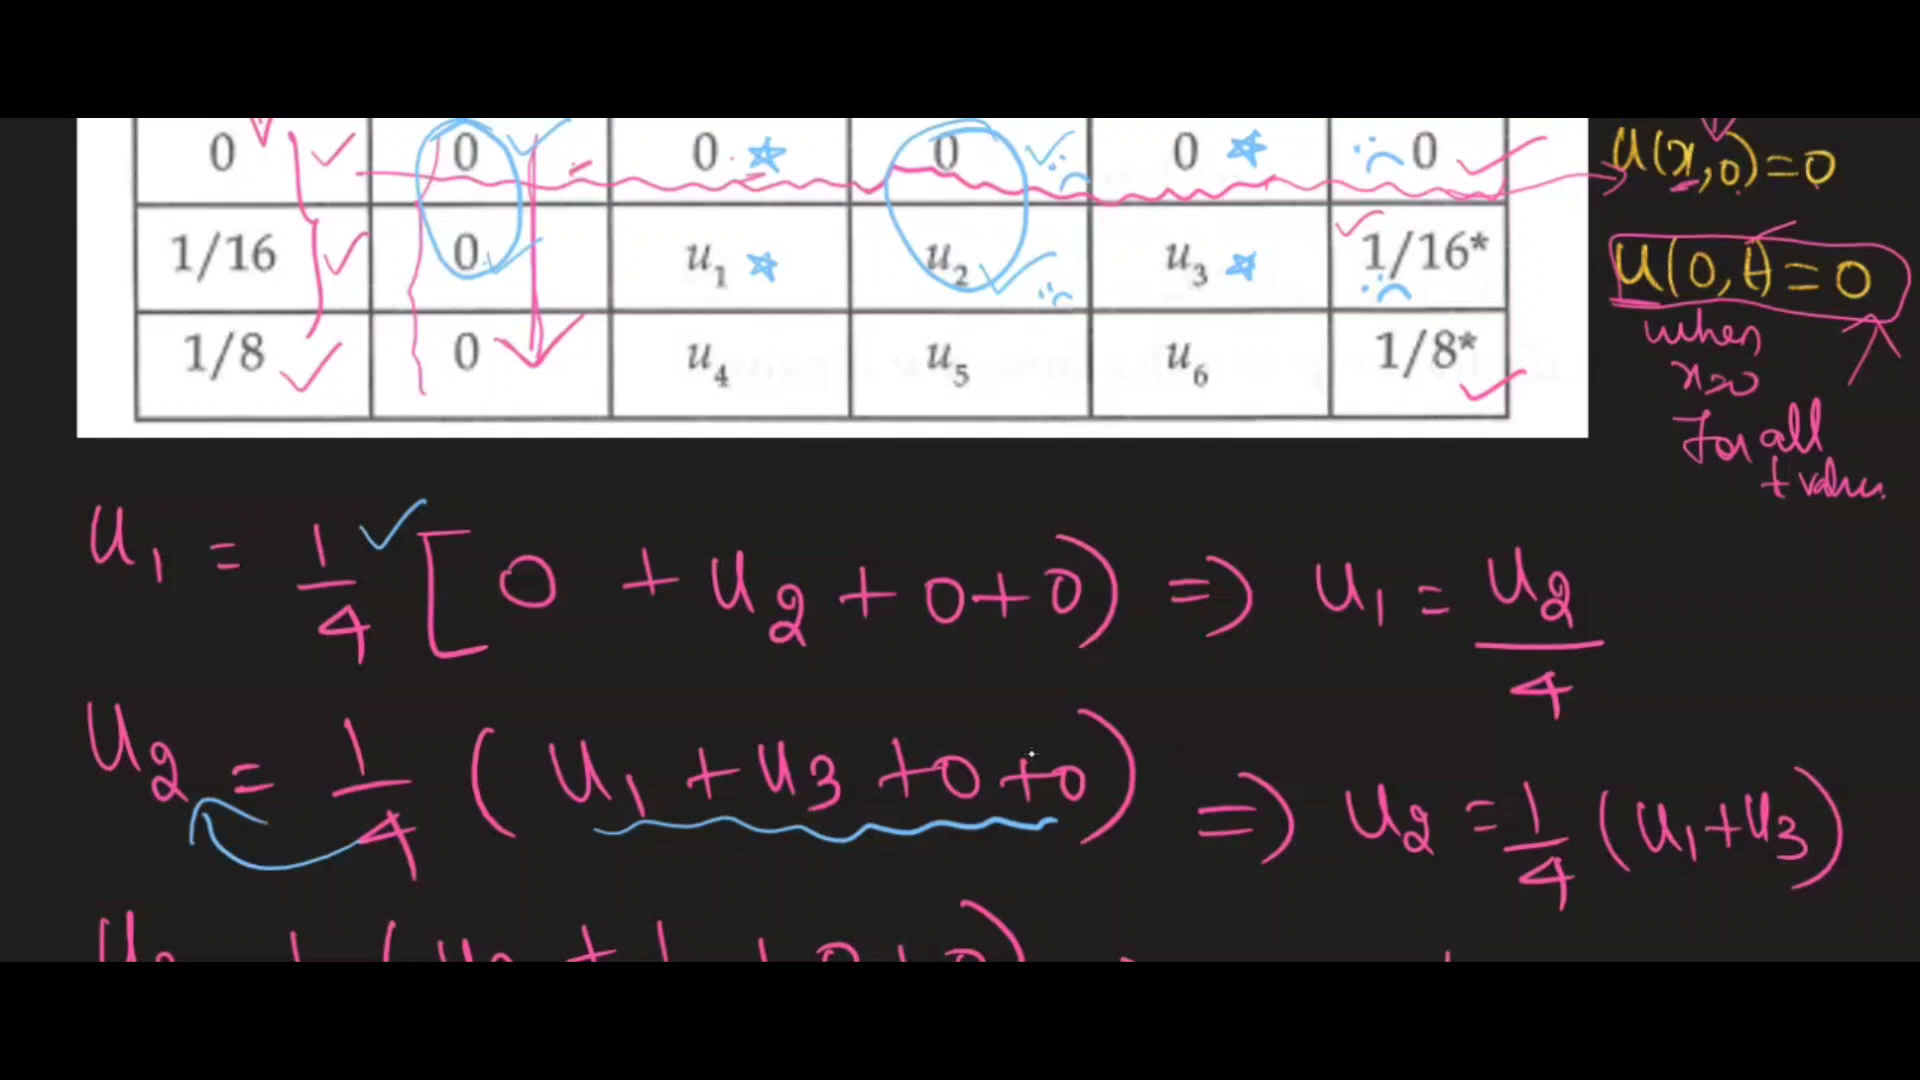 0 0 0 0 0 0
1/16 0 u₁ u₂ u₃ 1/16*
1/8 0 u₄ u₅ u₆ 1/8*
u(x,0)=0
u(0,t)=0
when
x=0
for all
t value
u₁ = 1/4 [0 + u₂ + 0+0) => u₁ = u₂/4
u₂ = 1/4 (u₁ + u₃ +0 +0) => u₂ = 1/4 (u₁+u₃)